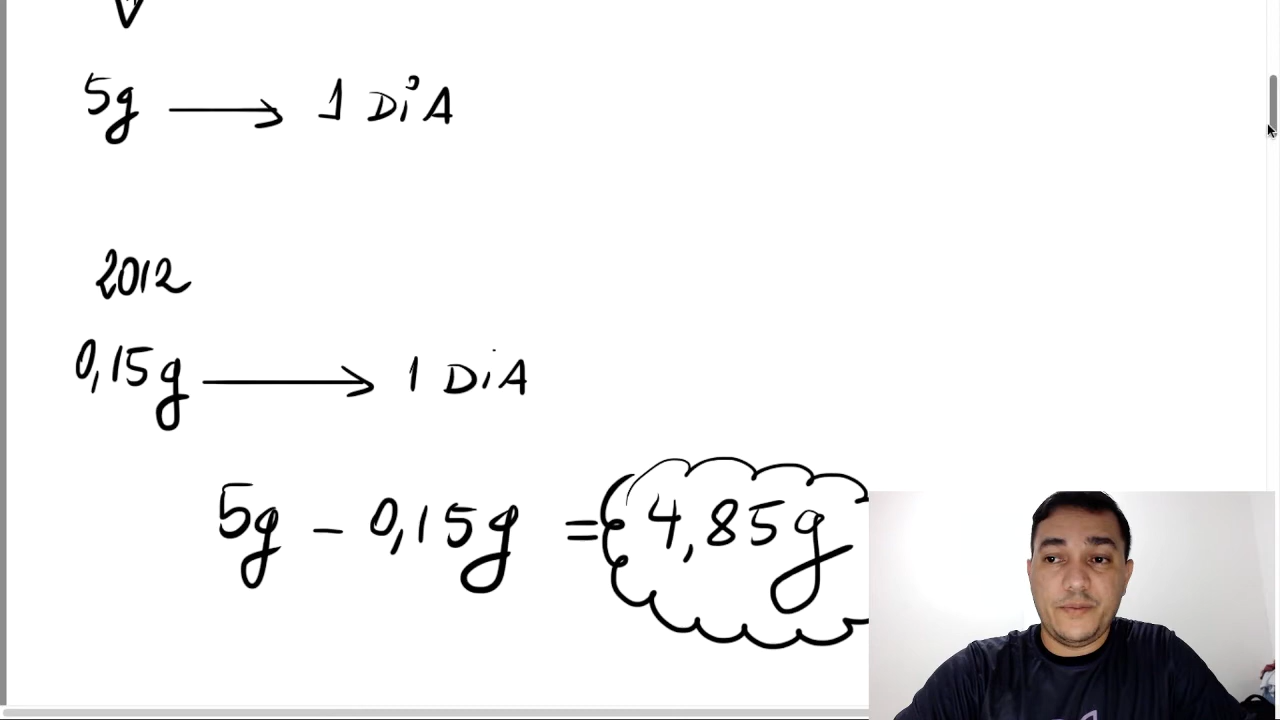 5g → 1 DiA
2012
0,15g → 1 DiA
5g - 0,15g = 4,85g